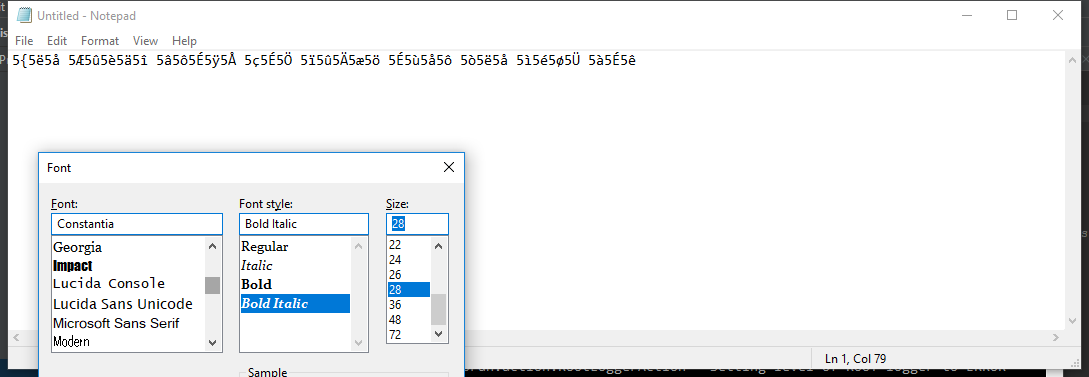 Untitled - Notepad
File Edit Format View Help
5{5ë5å 5Æ5û5è5ä5î 5â5ô5É5ÿ5Å 5ç5É5Ö 5ï5û5Ä5æ5ö 5É5ù5å5ô 5ò5ë5å 5ì5é5ø5Ü 5à5É5ê
Font
Font: Font style: Size:
Constantia Bold Italic 28
Georgia Regular 22
Impact Italic 24
Lucida Console Bold 26
Lucida Sans Unicode Bold Italic 28
Microsoft Sans Serif 36
Modern 48
72
Sample
Ln 1, Col 79